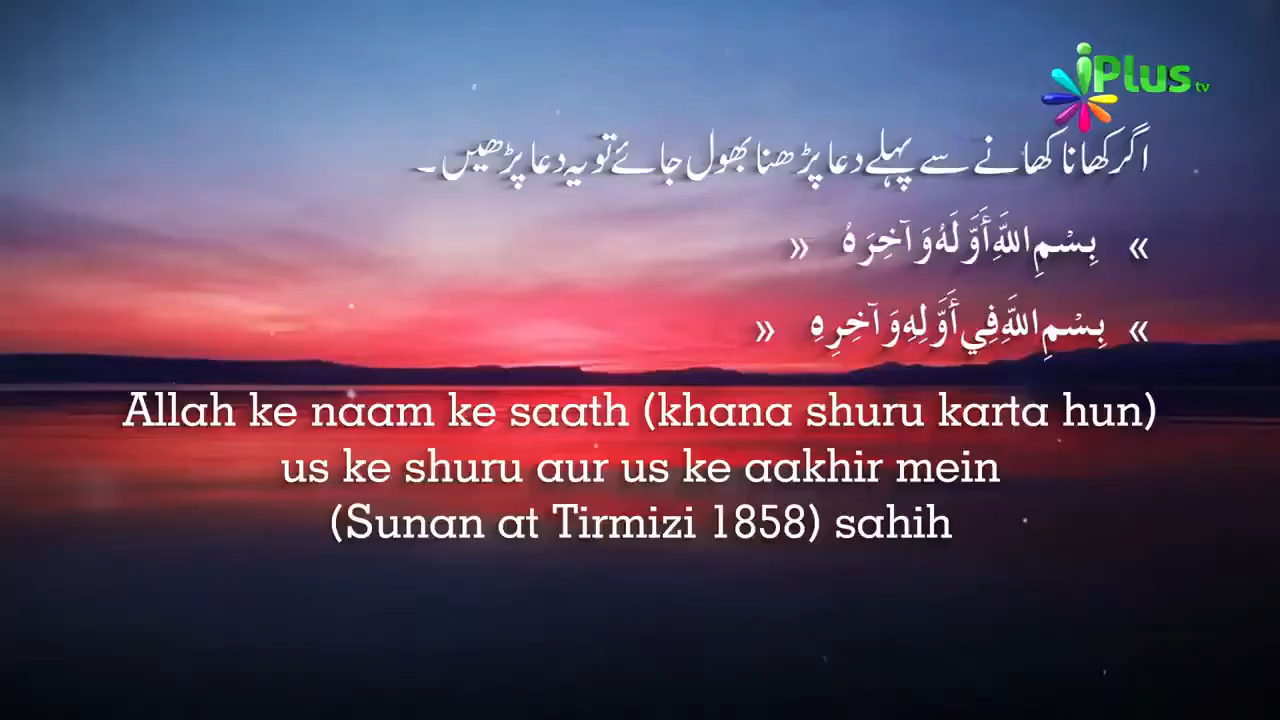 iPlus tv
اگر کھانا کھانے سے پہلے دعا پڑھنا بھول جائے تو یہ دعا پڑھیں۔
« بِسْمِ اللَّهِ أَوَّلَهُ وَآخِرَهُ »
« بِسْمِ اللَّهِ فِي أَوَّلِهِ وَآخِرِهِ »
Allah ke naam ke saath (khana shuru karta hun)
us ke shuru aur us ke aakhir mein
(Sunan at Tirmizi 1858) sahih